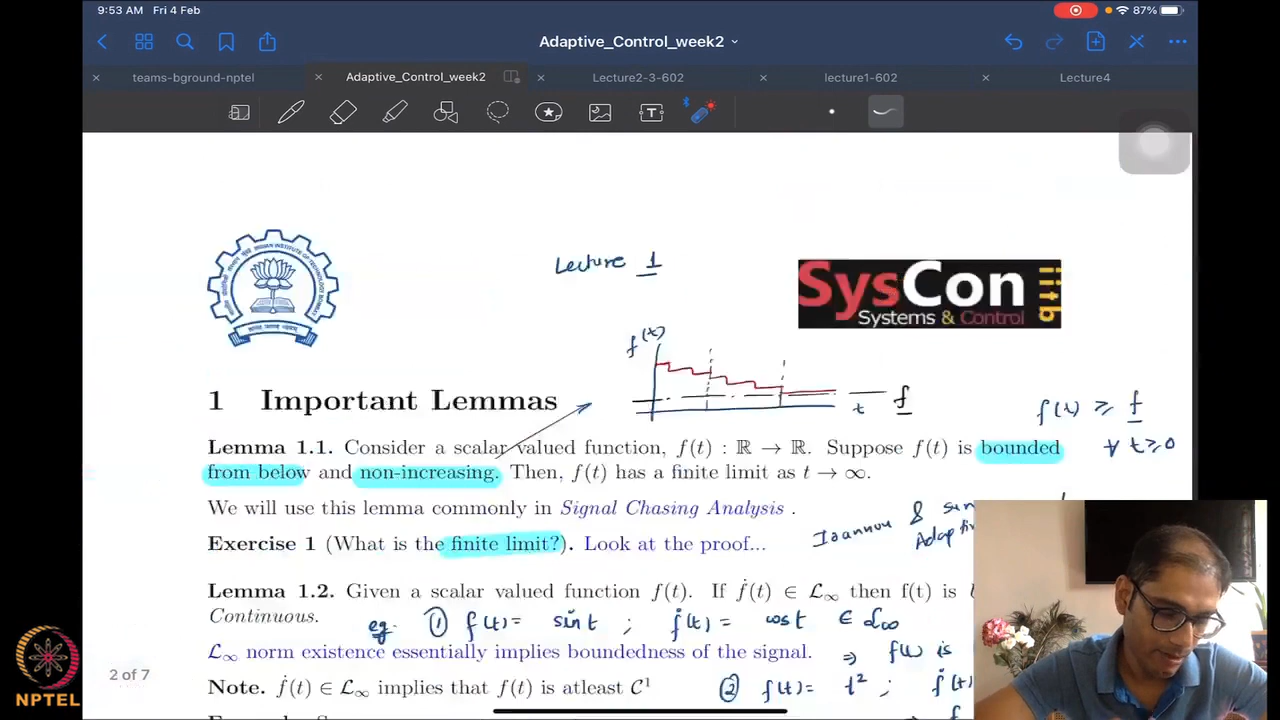 9:53 AM Fri 4 Feb
87%
Adaptive_Control_week2
teams-bground-nptel
Adaptive_Control_week2
Lecture2-3-602
lecture1-602
Lecture4
Lecture 1
SysCon
Systems & Control
iitb
f(t)
t
f
f(t) ≥ f
∀ t≥0
1 Important Lemmas
Lemma 1.1. Consider a scalar valued function, f(t) : ℝ → ℝ. Suppose f(t) is bounded
from below and non-increasing. Then, f(t) has a finite limit as t → ∞.
We will use this lemma commonly in Signal Chasing Analysis .
Ioannou &
Exercise 1 (What is the finite limit?). Look at the proof...
Lemma 1.2. Given a scalar valued function f(t). If ḟ(t) ∈ ℒ∞ then f(t) is
Continuous.
eg. ① f(t) = sin t ; ḟ(t) = cos t ∈ ℒ∞
ℒ∞ norm existence essentially implies boundedness of the signal.
⇒ f(t) is
Note. ḟ(t) ∈ ℒ∞ implies that f(t) is atleast C¹
② f(t) = t² ; ḟ(t)
2 of 7
NPTEL